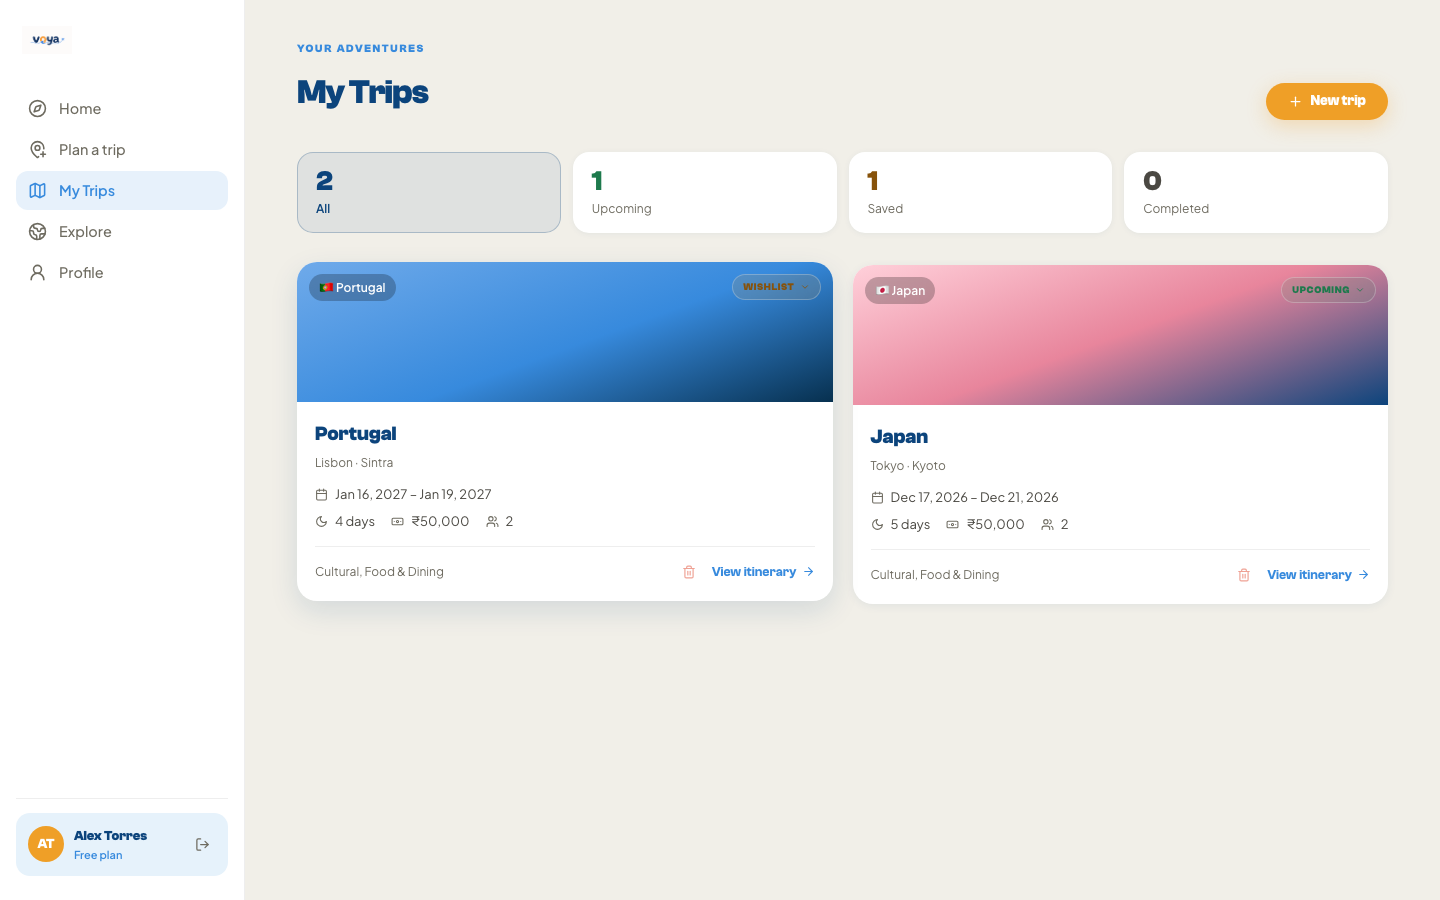 voya
Home
Plan a trip
My Trips
Explore
Profile
AT
Alex Torres
Free plan
YOUR ADVENTURES
My Trips
+ New trip
2
All
1
Upcoming
1
Saved
0
Completed
Portugal
WISHLIST
Portugal
Lisbon · Sintra
Jan 16, 2027 – Jan 19, 2027
4 days ₹50,000 2
Cultural, Food & Dining
View itinerary →
Japan
UPCOMING
Japan
Tokyo · Kyoto
Dec 17, 2026 – Dec 21, 2026
5 days ₹50,000 2
Cultural, Food & Dining
View itinerary →